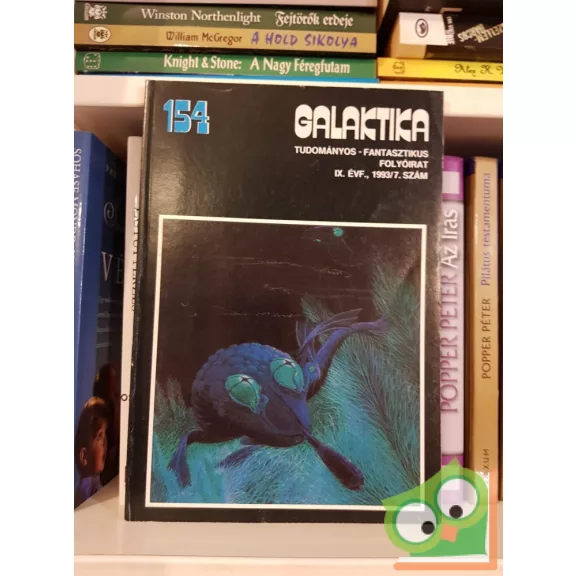 Winston Northenlight : Fejtörők erdeje
William McGregor A HOLD SIKOLYA
Knight & Stone: A Nagy Féregfutam
154
GALAKTIKA
TUDOMÁNYOS - FANTASZTIKUS
FOLYÓIRAT
IX. ÉVF., 1993/7. SZÁM
POPPER PÉTER Az Írás
POPPER PÉTER Pilátus testamentuma